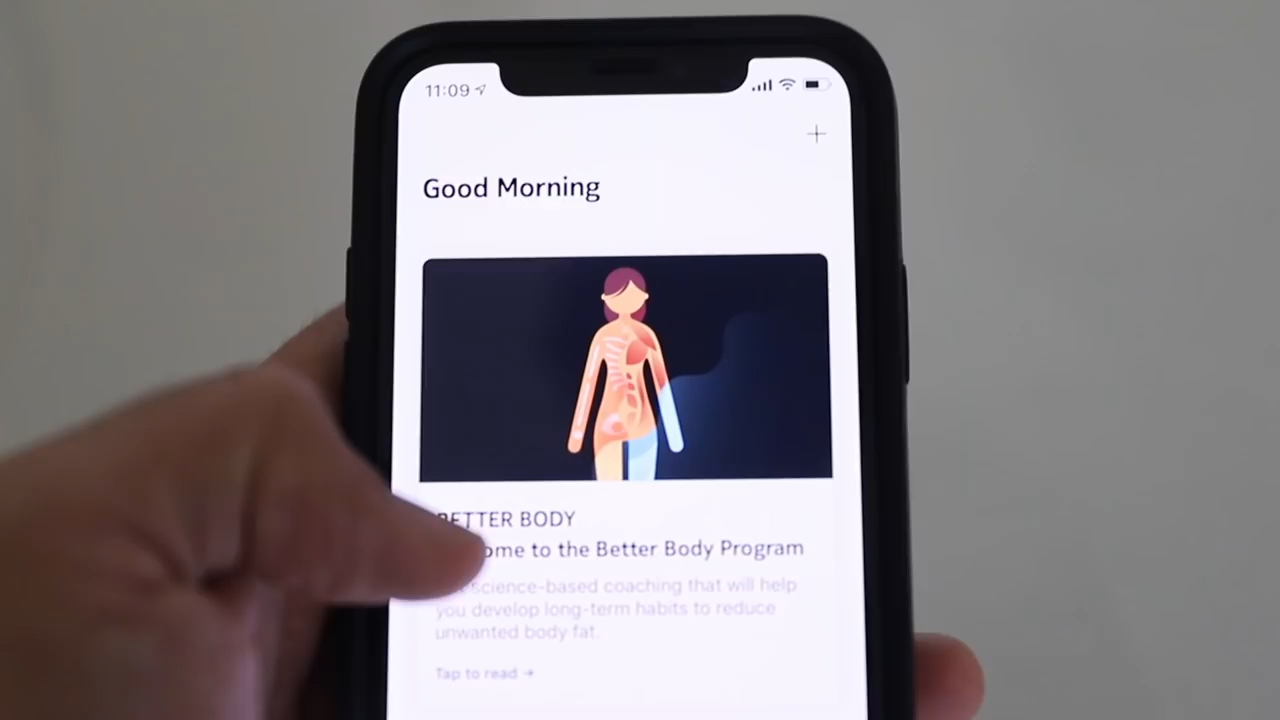 11:09
Good Morning
BETTER BODY
to the Better Body Program
science-based coaching that will help
you develop long-term habits to reduce
unwanted body fat.
Tap to read →